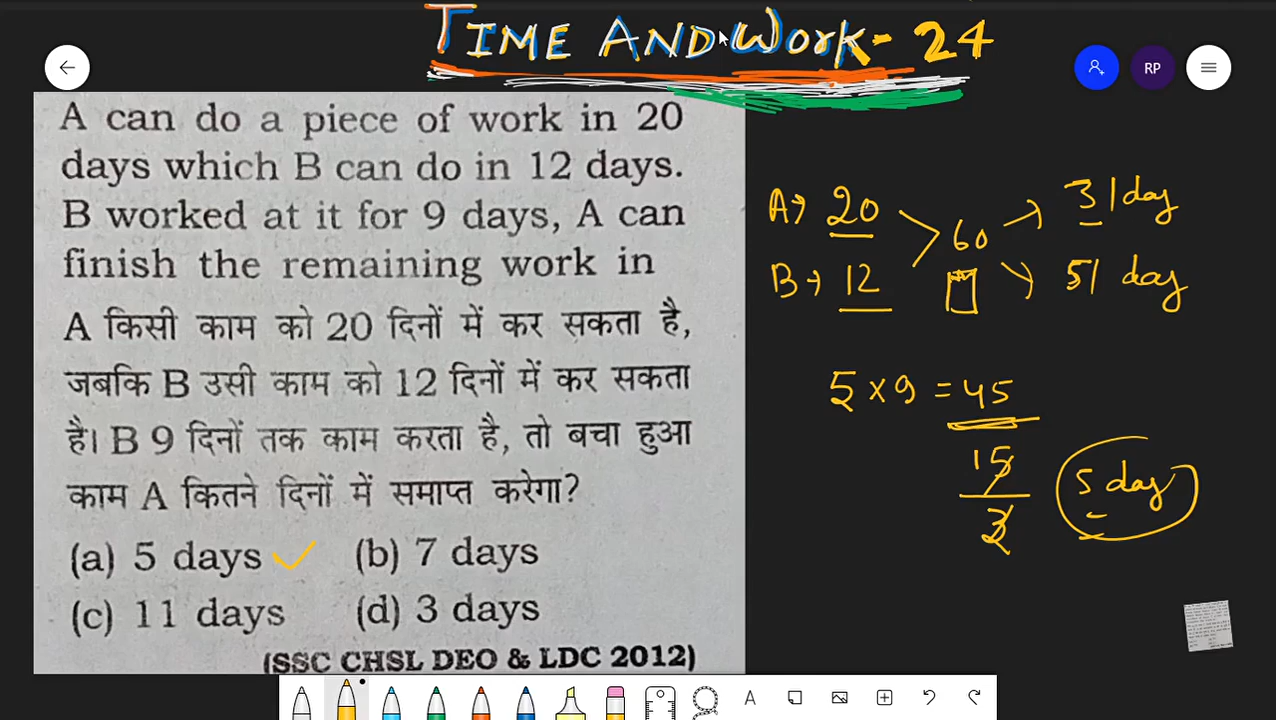 TIME AND WORK - 24
RP
A can do a piece of work in 20
days which B can do in 12 days.
B worked at it for 9 days, A can
finish the remaining work in
A किसी काम को 20 दिनों में कर सकता है,
जबकि B उसी काम को 12 दिनों में कर सकता
है। B 9 दिनों तक काम करता है, तो बचा हुआ
काम A कितने दिनों में समाप्त करेगा?
(a) 5 days ✓ (b) 7 days
(c) 11 days (d) 3 days
(SSC CHSL DEO & LDC 2012)
A → 20
60
3/day
B → 12
5/day
5 × 9 = 45
15
3
5 day
A